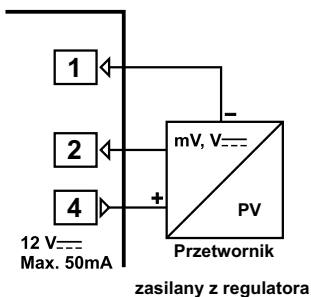 1
−
2
mV, V⎓
4
+
PV
12 V⎓
Max. 50mA
Przetwornik
zasilany z regulatora